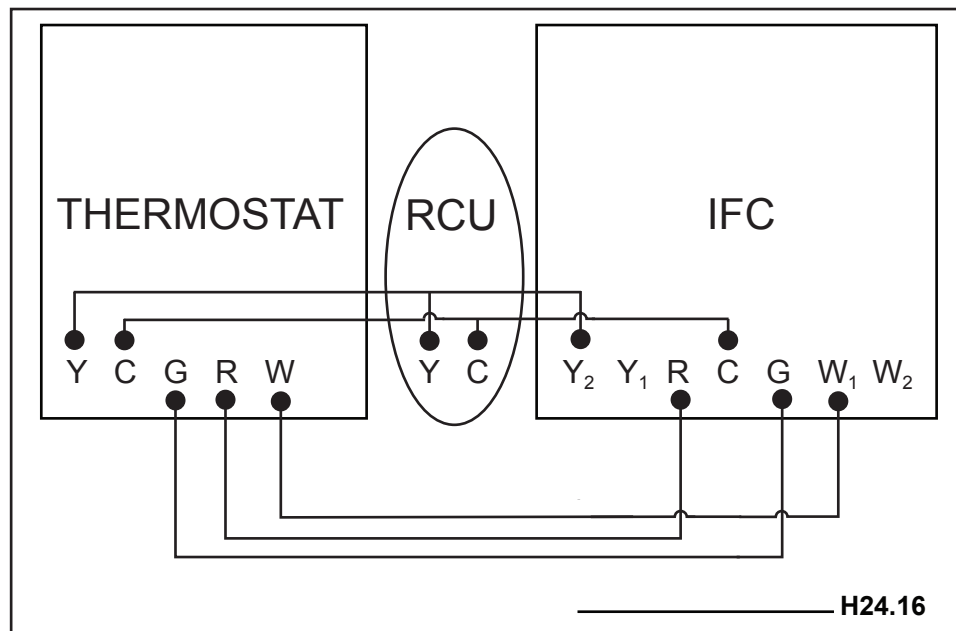 THERMOSTAT RCU IFC
Y C G R W Y C Y₂ Y₁ R C G W₁ W₂
H24.16